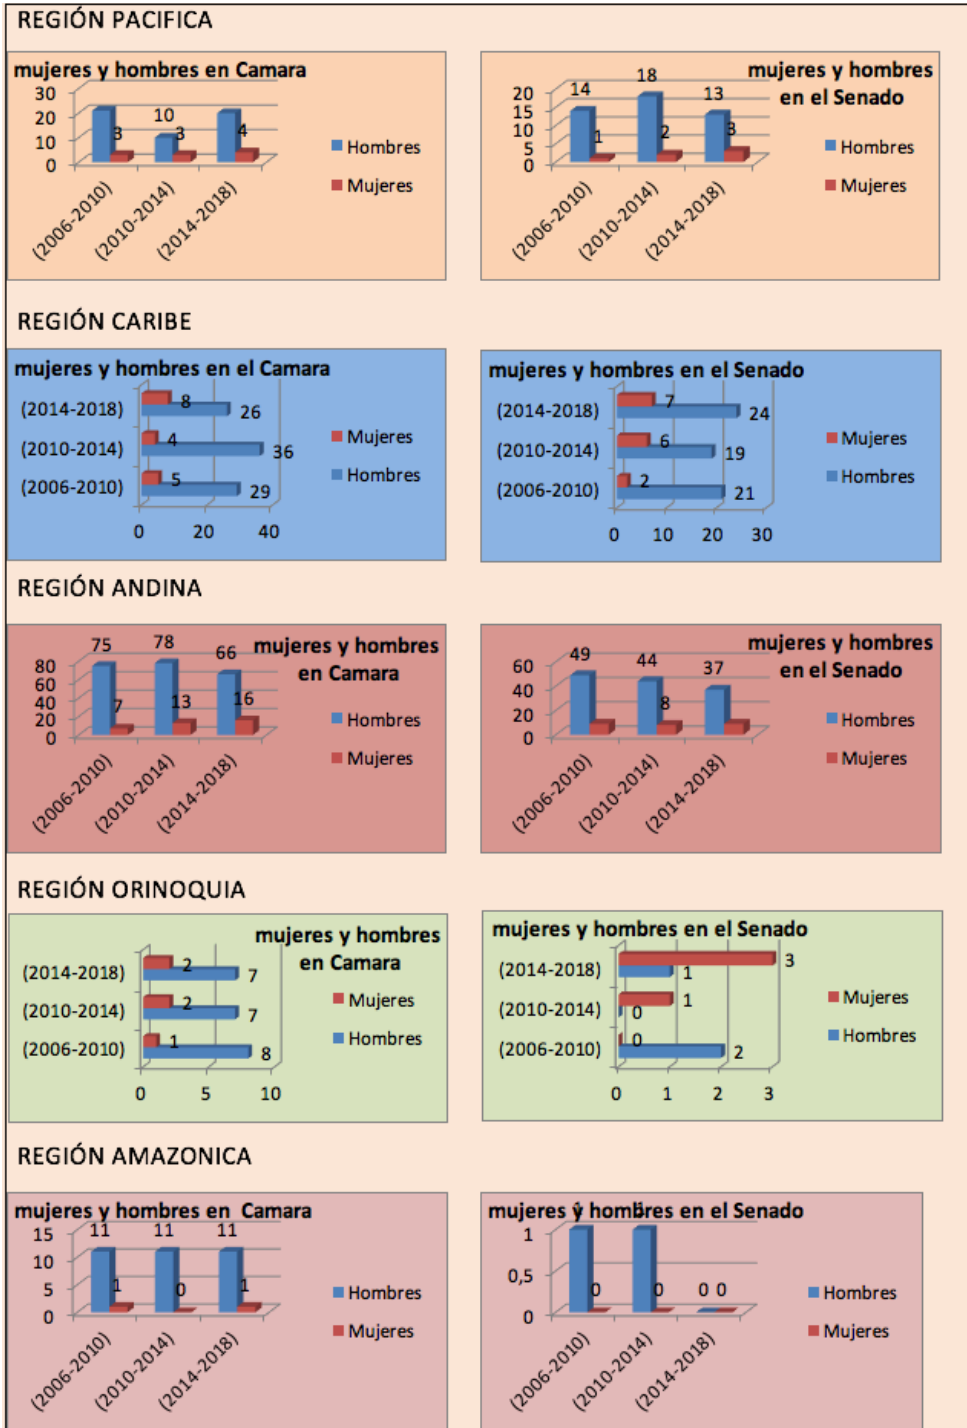 REGIÓN PACIFICA
mujeres y hombres en Camara
30
20
10
0
3
10
3
4
(2006-2010)
(2010-2014)
(2014-2018)
Hombres
Mujeres
mujeres y hombres
en el Senado
20
15
10
5
0
14
1
18
2
13
3
(2006-2010)
(2010-2014)
(2014-2018)
Hombres
Mujeres
REGIÓN CARIBE
mujeres y hombres en el Camara
(2014-2018)
8
26
(2010-2014)
4
36
(2006-2010)
5
29
0 20 40
Mujeres
Hombres
mujeres y hombres en el Senado
(2014-2018)
7
24
(2010-2014)
6
19
(2006-2010)
2
21
0 10 20 30
Mujeres
Hombres
REGIÓN ANDINA
mujeres y hombres
en Camara
80
60
40
20
0
75
7
78
13
66
16
(2006-2010)
(2010-2014)
(2014-2018)
Hombres
Mujeres
mujeres y hombres
en el Senado
60
40
20
0
49
44
8
37
(2006-2010)
(2010-2014)
(2014-2018)
Hombres
Mujeres
REGIÓN ORINOQUIA
mujeres y hombres
en Camara
(2014-2018)
2
7
(2010-2014)
2
7
(2006-2010)
1
8
0 5 10
Mujeres
Hombres
mujeres y hombres en el Senado
(2014-2018)
3
1
(2010-2014)
1
0
(2006-2010)
0
2
0 1 2 3
Mujeres
Hombres
REGIÓN AMAZONICA
mujeres y hombres en Camara
15
10
5
0
11
1
11
0
11
1
(2006-2010)
(2010-2014)
(2014-2018)
Hombres
Mujeres
mujeres y hombres en el Senado
1
0,5
0
1
0
1
0
0 0
(2006-2010)
(2010-2014)
(2014-2018)
Hombres
Mujeres